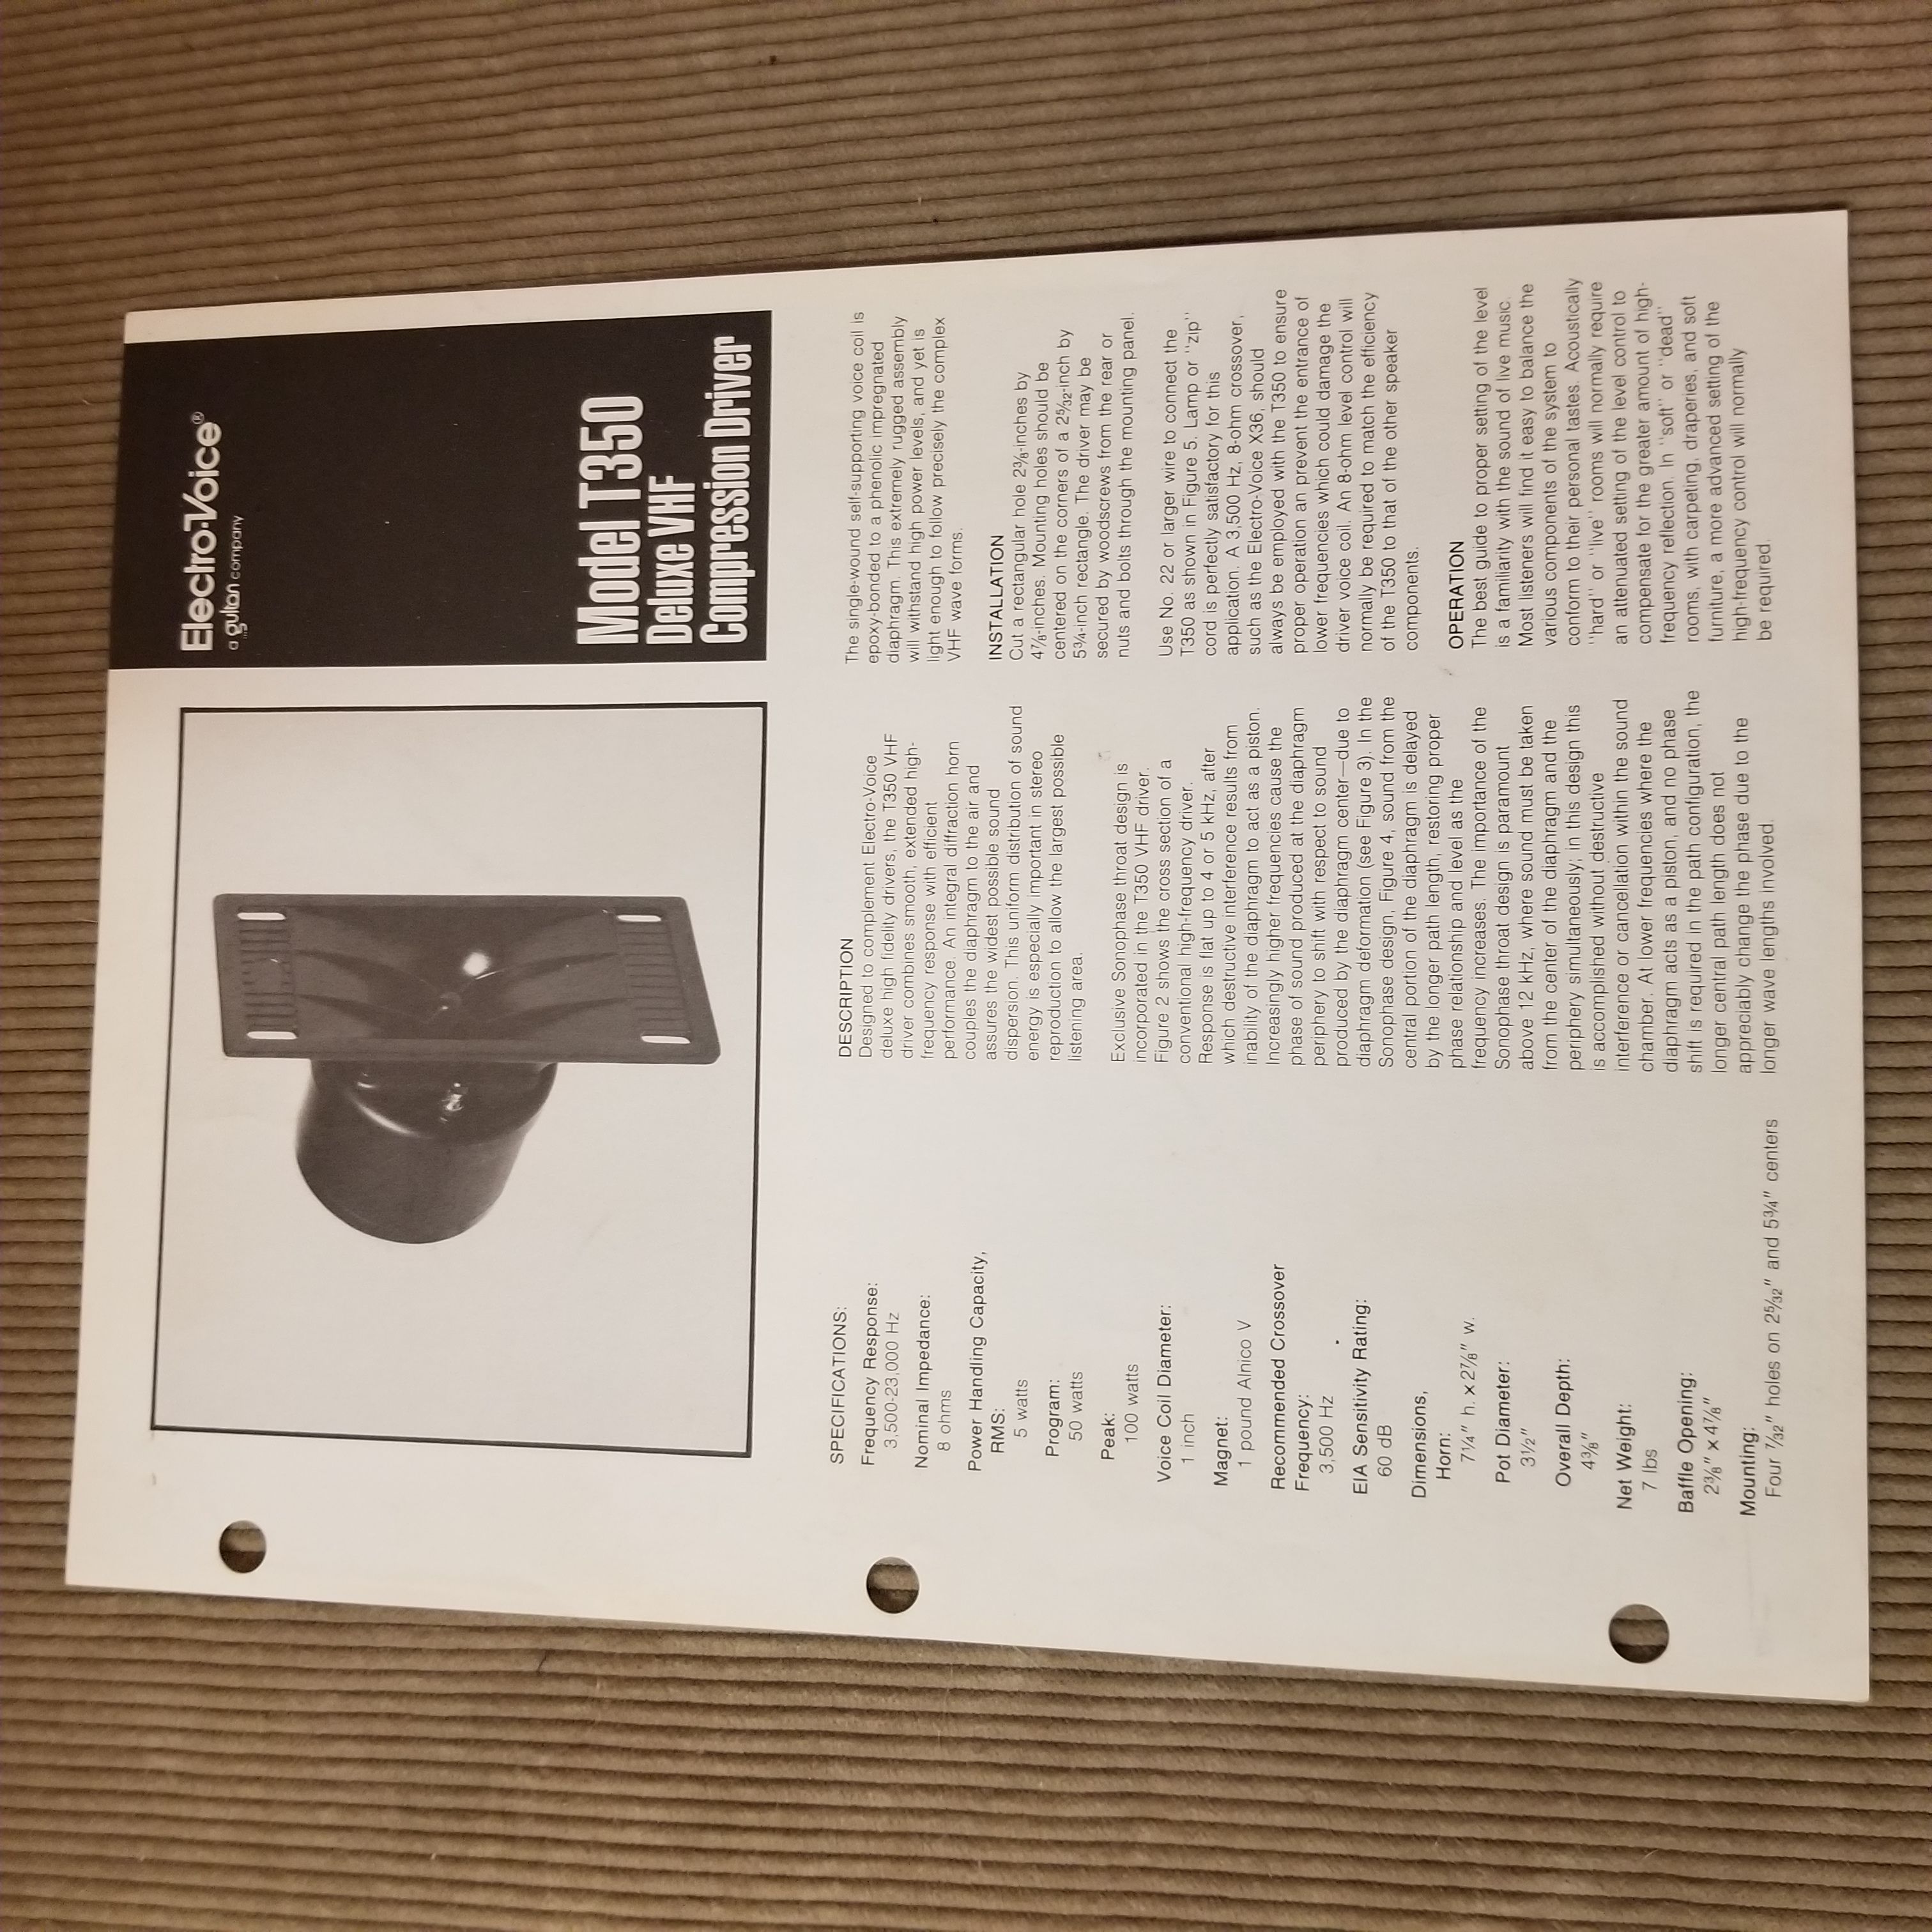 Electro-Voice®
a gultan company
Model T350
Deluxe VHF
Compression Driver
SPECIFICATIONS:
Frequency Response:
3,500-23,000 Hz
Nominal Impedance:
8 ohms
Power Handling Capacity,
RMS:
5 watts
Program:
50 watts
Peak:
100 watts
Voice Coil Diameter:
1 inch
Magnet:
1 pound Alnico V
Recommended Crossover
Frequency:
3,500 Hz
EIA Sensitivity Rating:
60 dB
Dimensions,
Horn:
7¼" h. x 2⅞" w.
Pot Diameter:
3½"
Overall Depth:
4⅜"
Net Weight:
7 lbs
Baffle Opening:
2⅜" x 4⅞"
Mounting:
Four 7/32" holes on 2 25/32" and 5¾" centers
DESCRIPTION
Designed to complement Electro-Voice
deluxe high fidelity drivers, the T350 VHF
driver combines smooth, extended high-
frequency response with efficient
performance. An integral diffraction horn
couples the diaphragm to the air and
assures the widest possible sound
dispersion. This uniform distribution of sound
energy is especially important in stereo
reproduction to allow the largest possible
listening area.
Exclusive Sonophase throat design is
incorporated in the T350 VHF driver.
Figure 2 shows the cross section of a
conventional high-frequency driver.
Response is flat up to 4 or 5 kHz, after
which destructive interference results from
inability of the diaphragm to act as a piston.
Increasingly higher frequencies cause the
phase of sound produced at the diaphragm
periphery to shift with respect to sound
produced by the diaphragm center—due to
diaphragm deformation (see Figure 3). In the
Sonophase design, Figure 4, sound from the
central portion of the diaphragm is delayed
by the longer path length, restoring proper
phase relationship and level as the
frequency increases. The importance of the
Sonophase throat design is paramount
above 12 kHz, where sound must be taken
from the center of the diaphragm and the
periphery simultaneously; in this design this
is accomplished without destructive
interference or cancellation within the sound
chamber. At lower frequencies where the
diaphragm acts as a piston, and no phase
shift is required in the path configuration, the
longer central path length does not
appreciably change the phase due to the
longer wave lengths involved.
The single-wound self-supporting voice coil is
epoxy-bonded to a phenolic impregnated
diaphragm. This extremely rugged assembly
will withstand high power levels, and yet is
light enough to follow precisely the complex
VHF wave forms.
INSTALLATION
Cut a rectangular hole 2⅜-inches by
4⅞-inches. Mounting holes should be
centered on the corners of a 2 25/32-inch by
5¾-inch rectangle. The driver may be
secured by woodscrews from the rear or
nuts and bolts through the mounting panel.
Use No. 22 or larger wire to connect the
T350 as shown in Figure 5. Lamp or "zip"
cord is perfectly satisfactory for this
application. A 3,500 Hz, 8-ohm crossover,
such as the Electro-Voice X36, should
always be employed with the T350 to ensure
proper operation an prevent the entrance of
lower frequencies which could damage the
driver voice coil. An 8-ohm level control will
normally be required to match the efficiency
of the T350 to that of the other speaker
components.
OPERATION
The best guide to proper setting of the level
is a familiarity with the sound of live music.
Most listeners will find it easy to balance the
various components of the system to
conform to their personal tastes. Acoustically
"hard" or "live" rooms will normally require
an attenuated setting of the level control to
compensate for the greater amount of high-
frequency reflection. In "soft" or "dead"
rooms, with carpeting, draperies, and soft
furniture, a more advanced setting of the
high-frequency control will normally
be required.